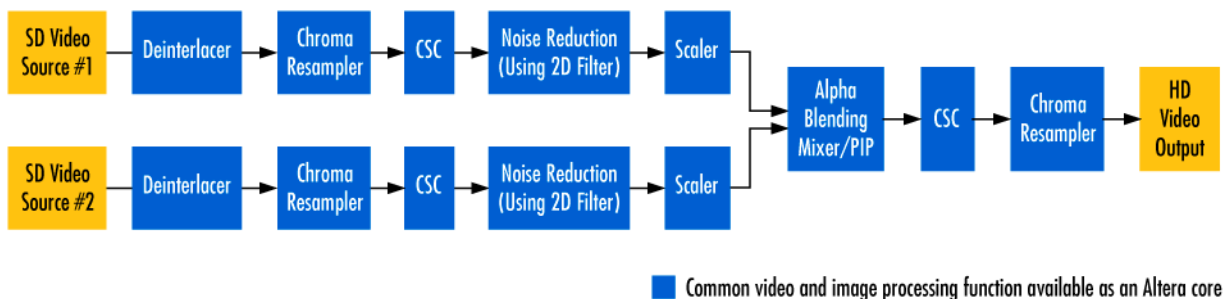 SD Video
Source #1
Deinterlacer
Chroma
Resampler
CSC
Noise Reduction
(Using 2D Filter)
Scaler
SD Video
Source #2
Deinterlacer
Chroma
Resampler
CSC
Noise Reduction
(Using 2D Filter)
Scaler
Alpha
Blending
Mixer/PIP
CSC
Chroma
Resampler
HD
Video
Output
Common video and image processing function available as an Altera core